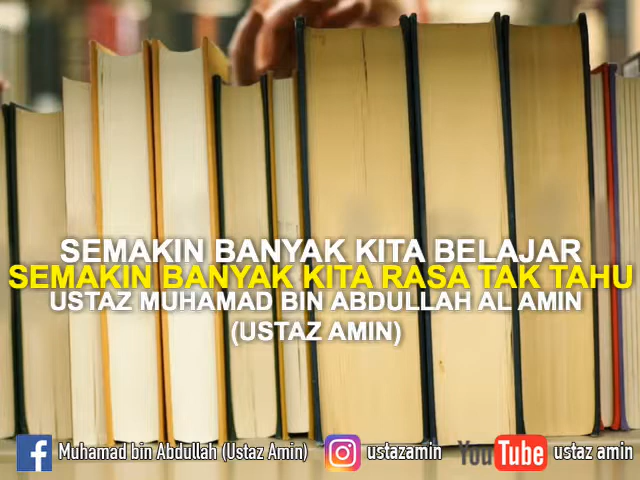 SEMAKIN BANYAK KITA BELAJAR
SEMAKIN BANYAK KITA RASA TAK TAHU
USTAZ MUHAMAD BIN ABDULLAH AL AMIN
(USTAZ AMIN)
Muhamad bin Abdullah (Ustaz Amin) ustazamin YouTube ustaz amin